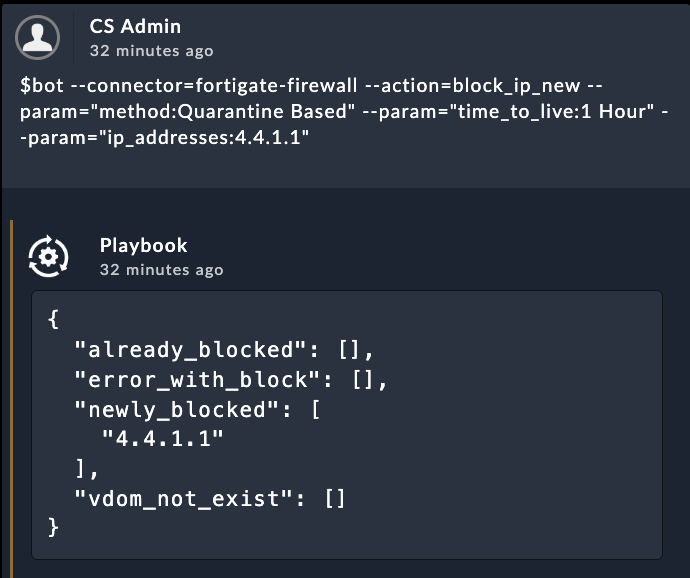 CS Admin
32 minutes ago
$bot --connector=fortigate-firewall --action=block_ip_new --
param="method:Quarantine Based" --param="time_to_live:1 Hour" -
-param="ip_addresses:4.4.1.1"
Playbook
32 minutes ago
{
  "already_blocked": [],
  "error_with_block": [],
  "newly_blocked": [
    "4.4.1.1"
  ],
  "vdom_not_exist": []
}